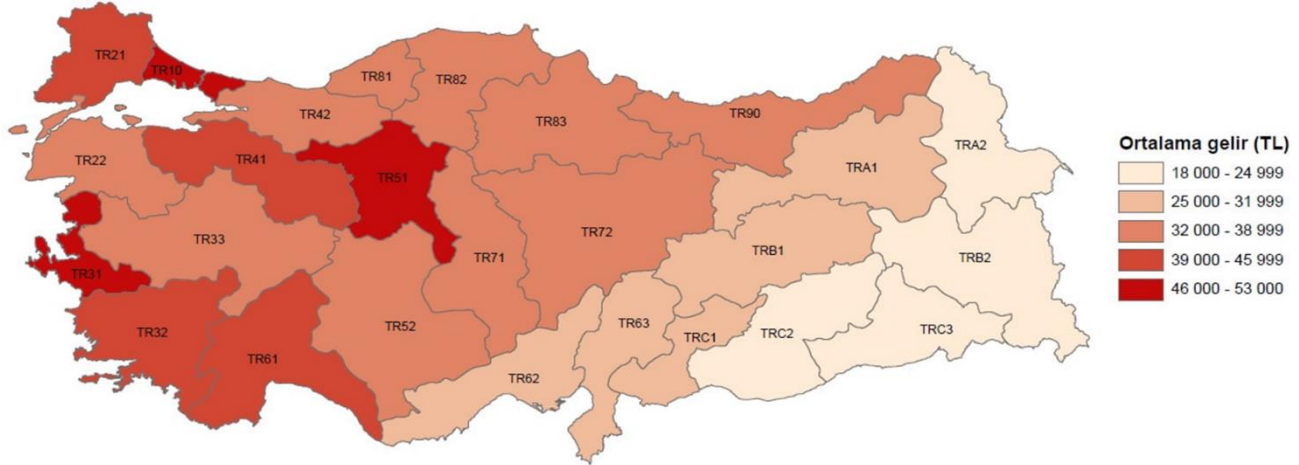 TR21
TR10
TR81
TR82
TR42
TR83
TR90
TR22
TR41
TR51
TRA1
TRA2
TR33
TR72
TR71
TRB1
TRB2
TR31
TR32
TR52
TR63
TRC1
TRC2
TRC3
TR61
TR62
Ortalama gelir (TL)
18 000 - 24 999
25 000 - 31 999
32 000 - 38 999
39 000 - 45 999
46 000 - 53 000